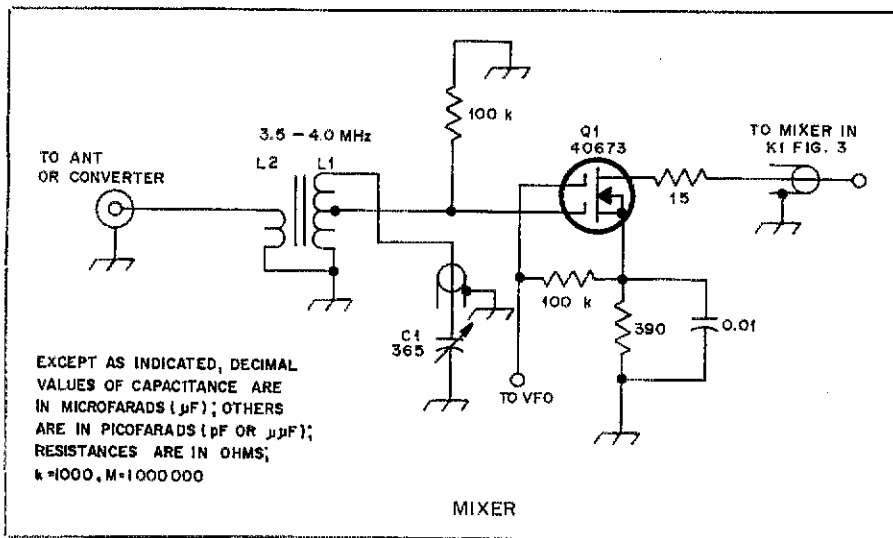 TO ANT
OR CONVERTER
3.5 – 4.0 MHz
L2
L1
100 k
Q1
40673
TO MIXER IN
K1 FIG. 3
15
C1
365
100 k
390
0.01
TO VFO
EXCEPT AS INDICATED, DECIMAL
VALUES OF CAPACITANCE ARE
IN MICROFARADS (µF); OTHERS
ARE IN PICOFARADS (pF OR µµF);
RESISTANCES ARE IN OHMS;
k=1000, M=1000000
MIXER